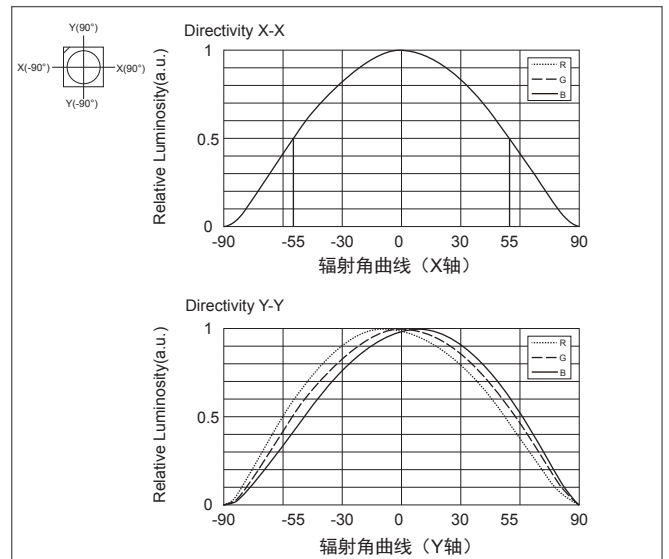 Y(90°)
X(-90°)
X(90°)
Y(-90°)
Directivity X-X
Relative Luminosity(a.u.)
1
0.5
0
R
G
B
-90
-55
-30
0
30
55
90
辐射角曲线（X轴）
Directivity Y-Y
Relative Luminosity(a.u.)
1
0.5
0
R
G
B
-90
-55
-30
0
30
55
90
辐射角曲线（Y轴）